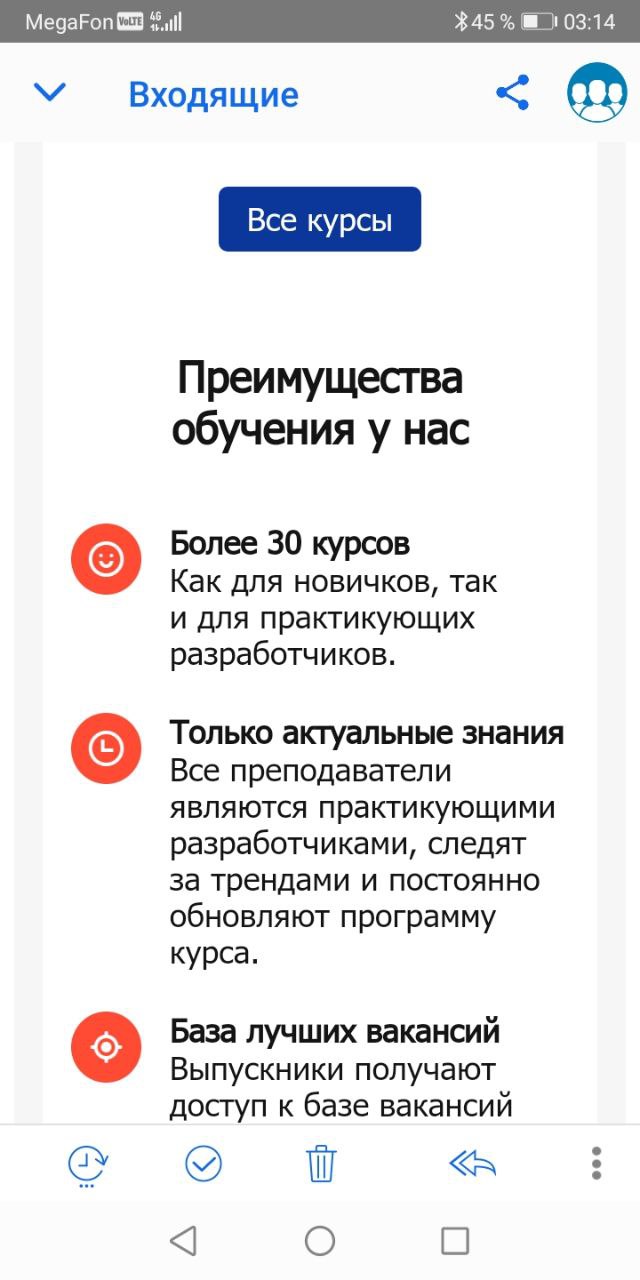 MegaFon VoLTE 4G 45 % 03:14
Входящие
Все курсы
Преимущества
обучения у нас
Более 30 курсов
Как для новичков, так
и для практикующих
разработчиков.
Только актуальные знания
Все преподаватели
являются практикующими
разработчиками, следят
за трендами и постоянно
обновляют программу
курса.
База лучших вакансий
Выпускники получают
доступ к базе вакансий